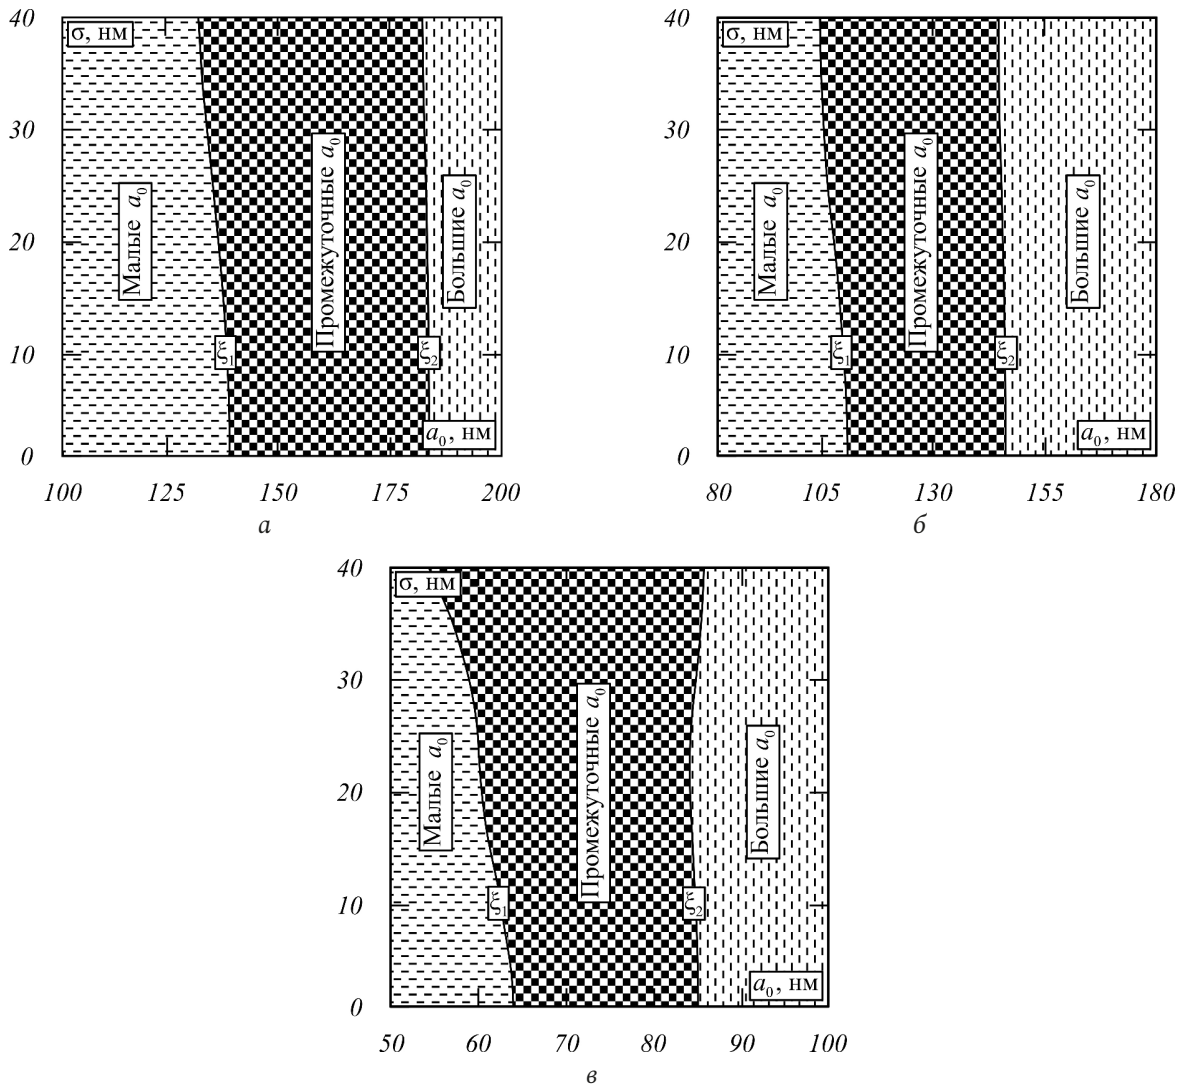 40
30
20
10
0
σ, нм
Малые a₀
Промежуточные a₀
Большие a₀
ξ₁
ξ₂
a₀, нм
100 125 150 175 200
а
40
30
20
10
0
σ, нм
Малые a₀
Промежуточные a₀
Большие a₀
ξ₁
ξ₂
a₀, нм
80 105 130 155 180
б
40
30
20
10
0
σ, нм
Малые a₀
Промежуточные a₀
Большие a₀
ξ₁
ξ₂
a₀, нм
50 60 70 80 90 100
в